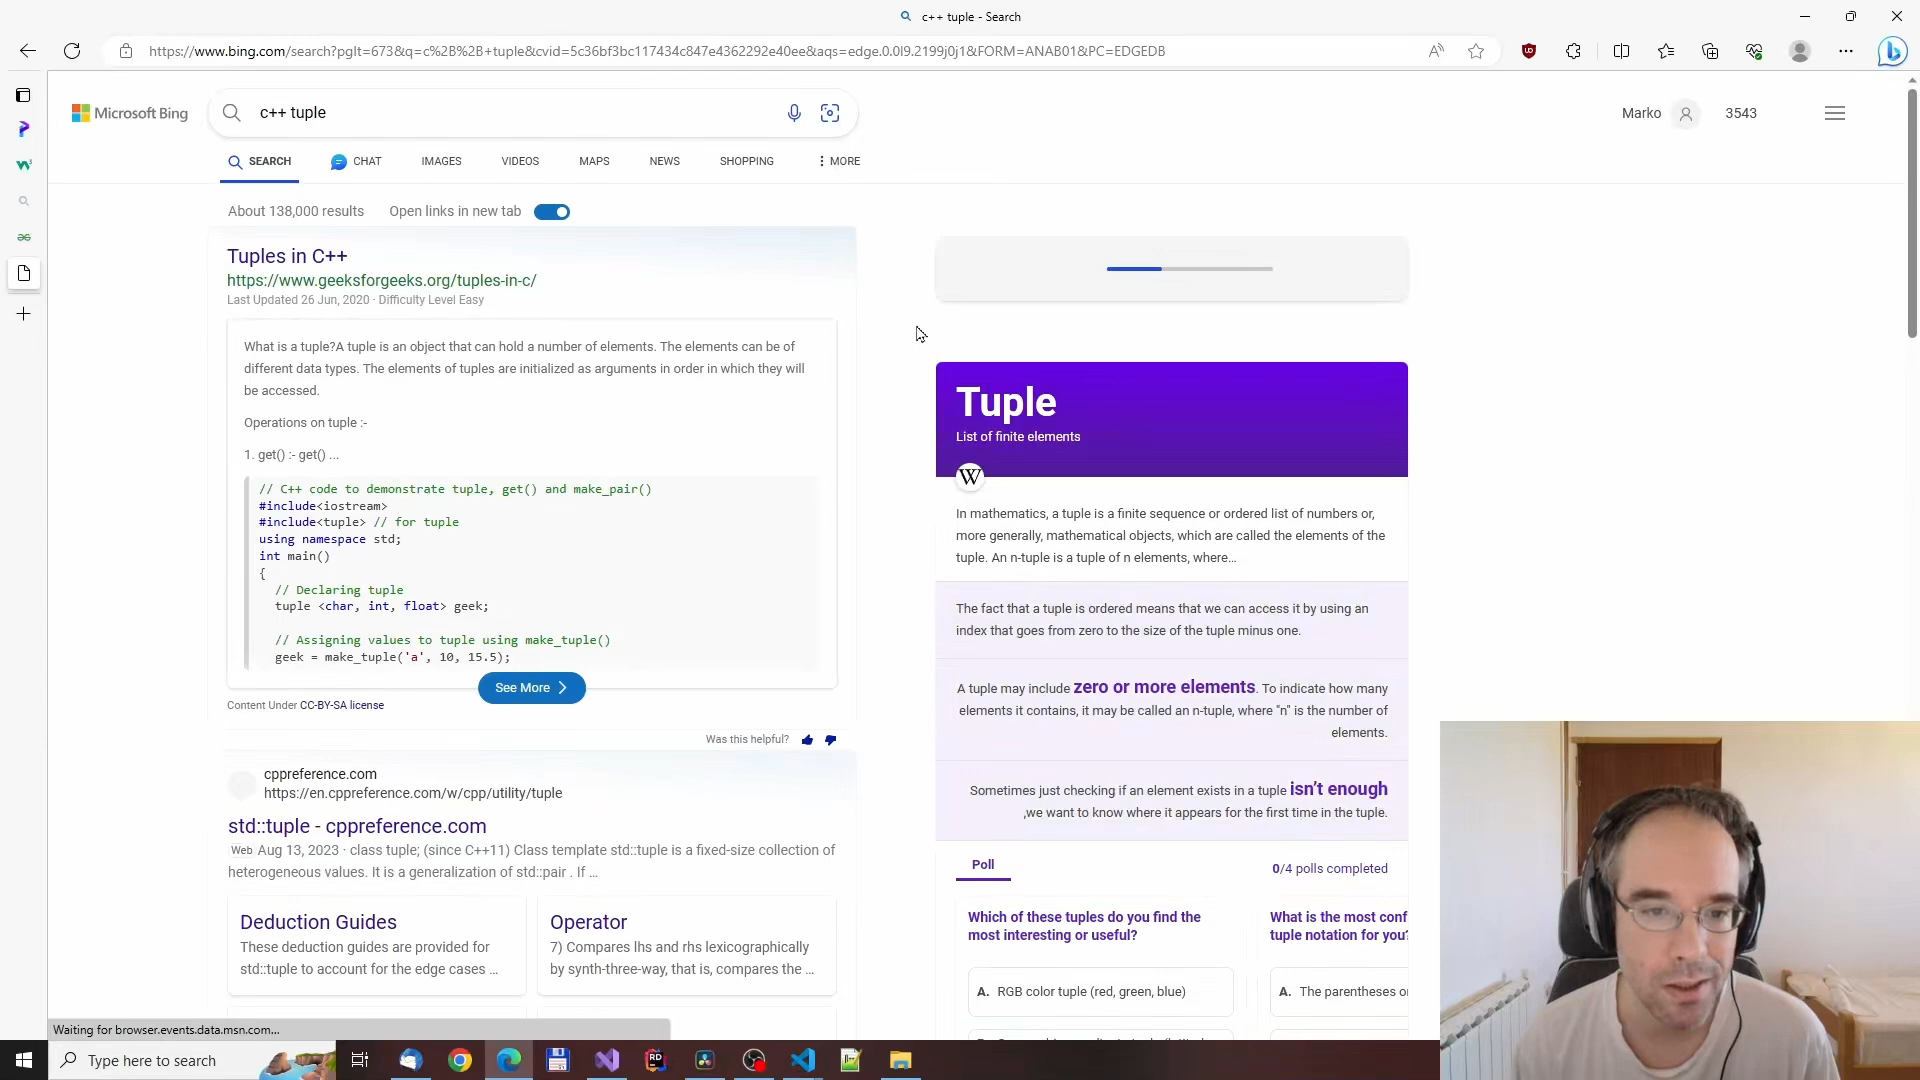 c++ tuple - Search
https://www.bing.com/search?pglt=673&q=c%2B%2B+tuple&cvid=5c36bf3bc117434c847e4362292e40ee&aqs=edge.0.0l9.2199j0j1&FORM=ANAB01&PC=EDGEDB
Microsoft Bing
c++ tuple
Marko
3543
SEARCH
CHAT
IMAGES
VIDEOS
MAPS
NEWS
SHOPPING
MORE
About 138,000 results
Open links in new tab
Tuples in C++
https://www.geeksforgeeks.org/tuples-in-c/
Last Updated 26 Jun, 2020 · Difficulty Level Easy
What is a tuple?A tuple is an object that can hold a number of elements. The elements can be of
different data types. The elements of tuples are initialized as arguments in order in which they will
be accessed.
Operations on tuple :-
1. get() :- get() ...
// C++ code to demonstrate tuple, get() and make_pair()
#include<iostream>
#include<tuple> // for tuple
using namespace std;
int main()
{
// Declaring tuple
tuple <char, int, float> geek;
// Assigning values to tuple using make_tuple()
geek = make_tuple('a', 10, 15.5);
See More
Content Under CC-BY-SA license
Was this helpful?
cppreference.com
https://en.cppreference.com/w/cpp/utility/tuple
std::tuple - cppreference.com
Web Aug 13, 2023 · class tuple; (since C++11) Class template std::tuple is a fixed-size collection of
heterogeneous values. It is a generalization of std::pair . If ...
Deduction Guides
These deduction guides are provided for
std::tuple to account for the edge cases ...
Operator
7) Compares lhs and rhs lexicographically
by synth-three-way, that is, compares the ...
Tuple
List of finite elements
W
In mathematics, a tuple is a finite sequence or ordered list of numbers or,
more generally, mathematical objects, which are called the elements of the
tuple. An n-tuple is a tuple of n elements, where...
The fact that a tuple is ordered means that we can access it by using an
index that goes from zero to the size of the tuple minus one.
A tuple may include zero or more elements. To indicate how many
elements it contains, it may be called an n-tuple, where "n" is the number of
elements.
Sometimes just checking if an element exists in a tuple isn't enough
,we want to know where it appears for the first time in the tuple.
Poll
0/4 polls completed
Which of these tuples do you find the
most interesting or useful?
A. RGB color tuple (red, green, blue)
What is the most conf
tuple notation for you?
A. The parentheses or
Waiting for browser.events.data.msn.com...
Type here to search